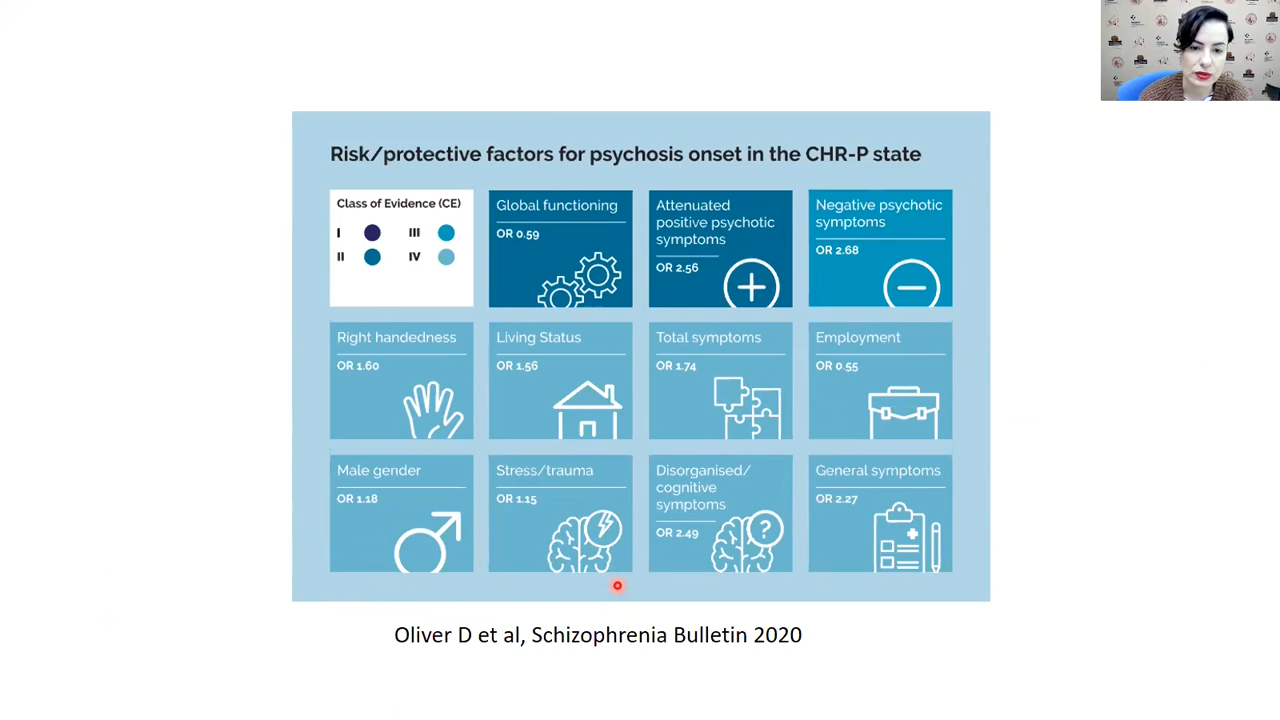 Risk/protective factors for psychosis onset in the CHR-P state
Class of Evidence (CE)
I
III
II
IV
Global functioning
OR 0.59
Attenuated
positive psychotic
symptoms
OR 2.56
Negative psychotic
symptoms
OR 2.68
Right handedness
OR 1.60
Living Status
OR 1.56
Total symptoms
OR 1.74
Employment
OR 0.55
Male gender
OR 1.18
Stress/trauma
OR 1.15
Disorganised/
cognitive
symptoms
OR 2.49
?
General symptoms
OR 2.27
Oliver D et al, Schizophrenia Bulletin 2020